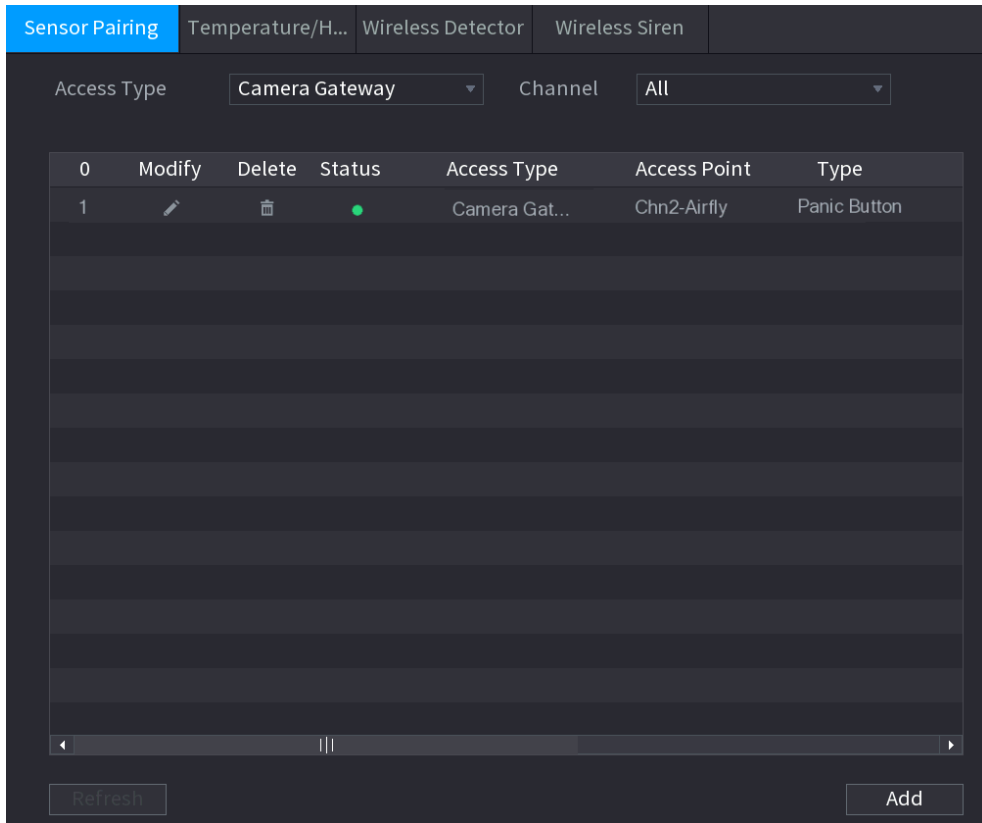 Sensor Pairing Temperature/H... Wireless Detector Wireless Siren
Access Type Camera Gateway Channel All
0 Modify Delete Status Access Type Access Point Type
1 Camera Gat... Chn2-Airfly Panic Button
Refresh Add